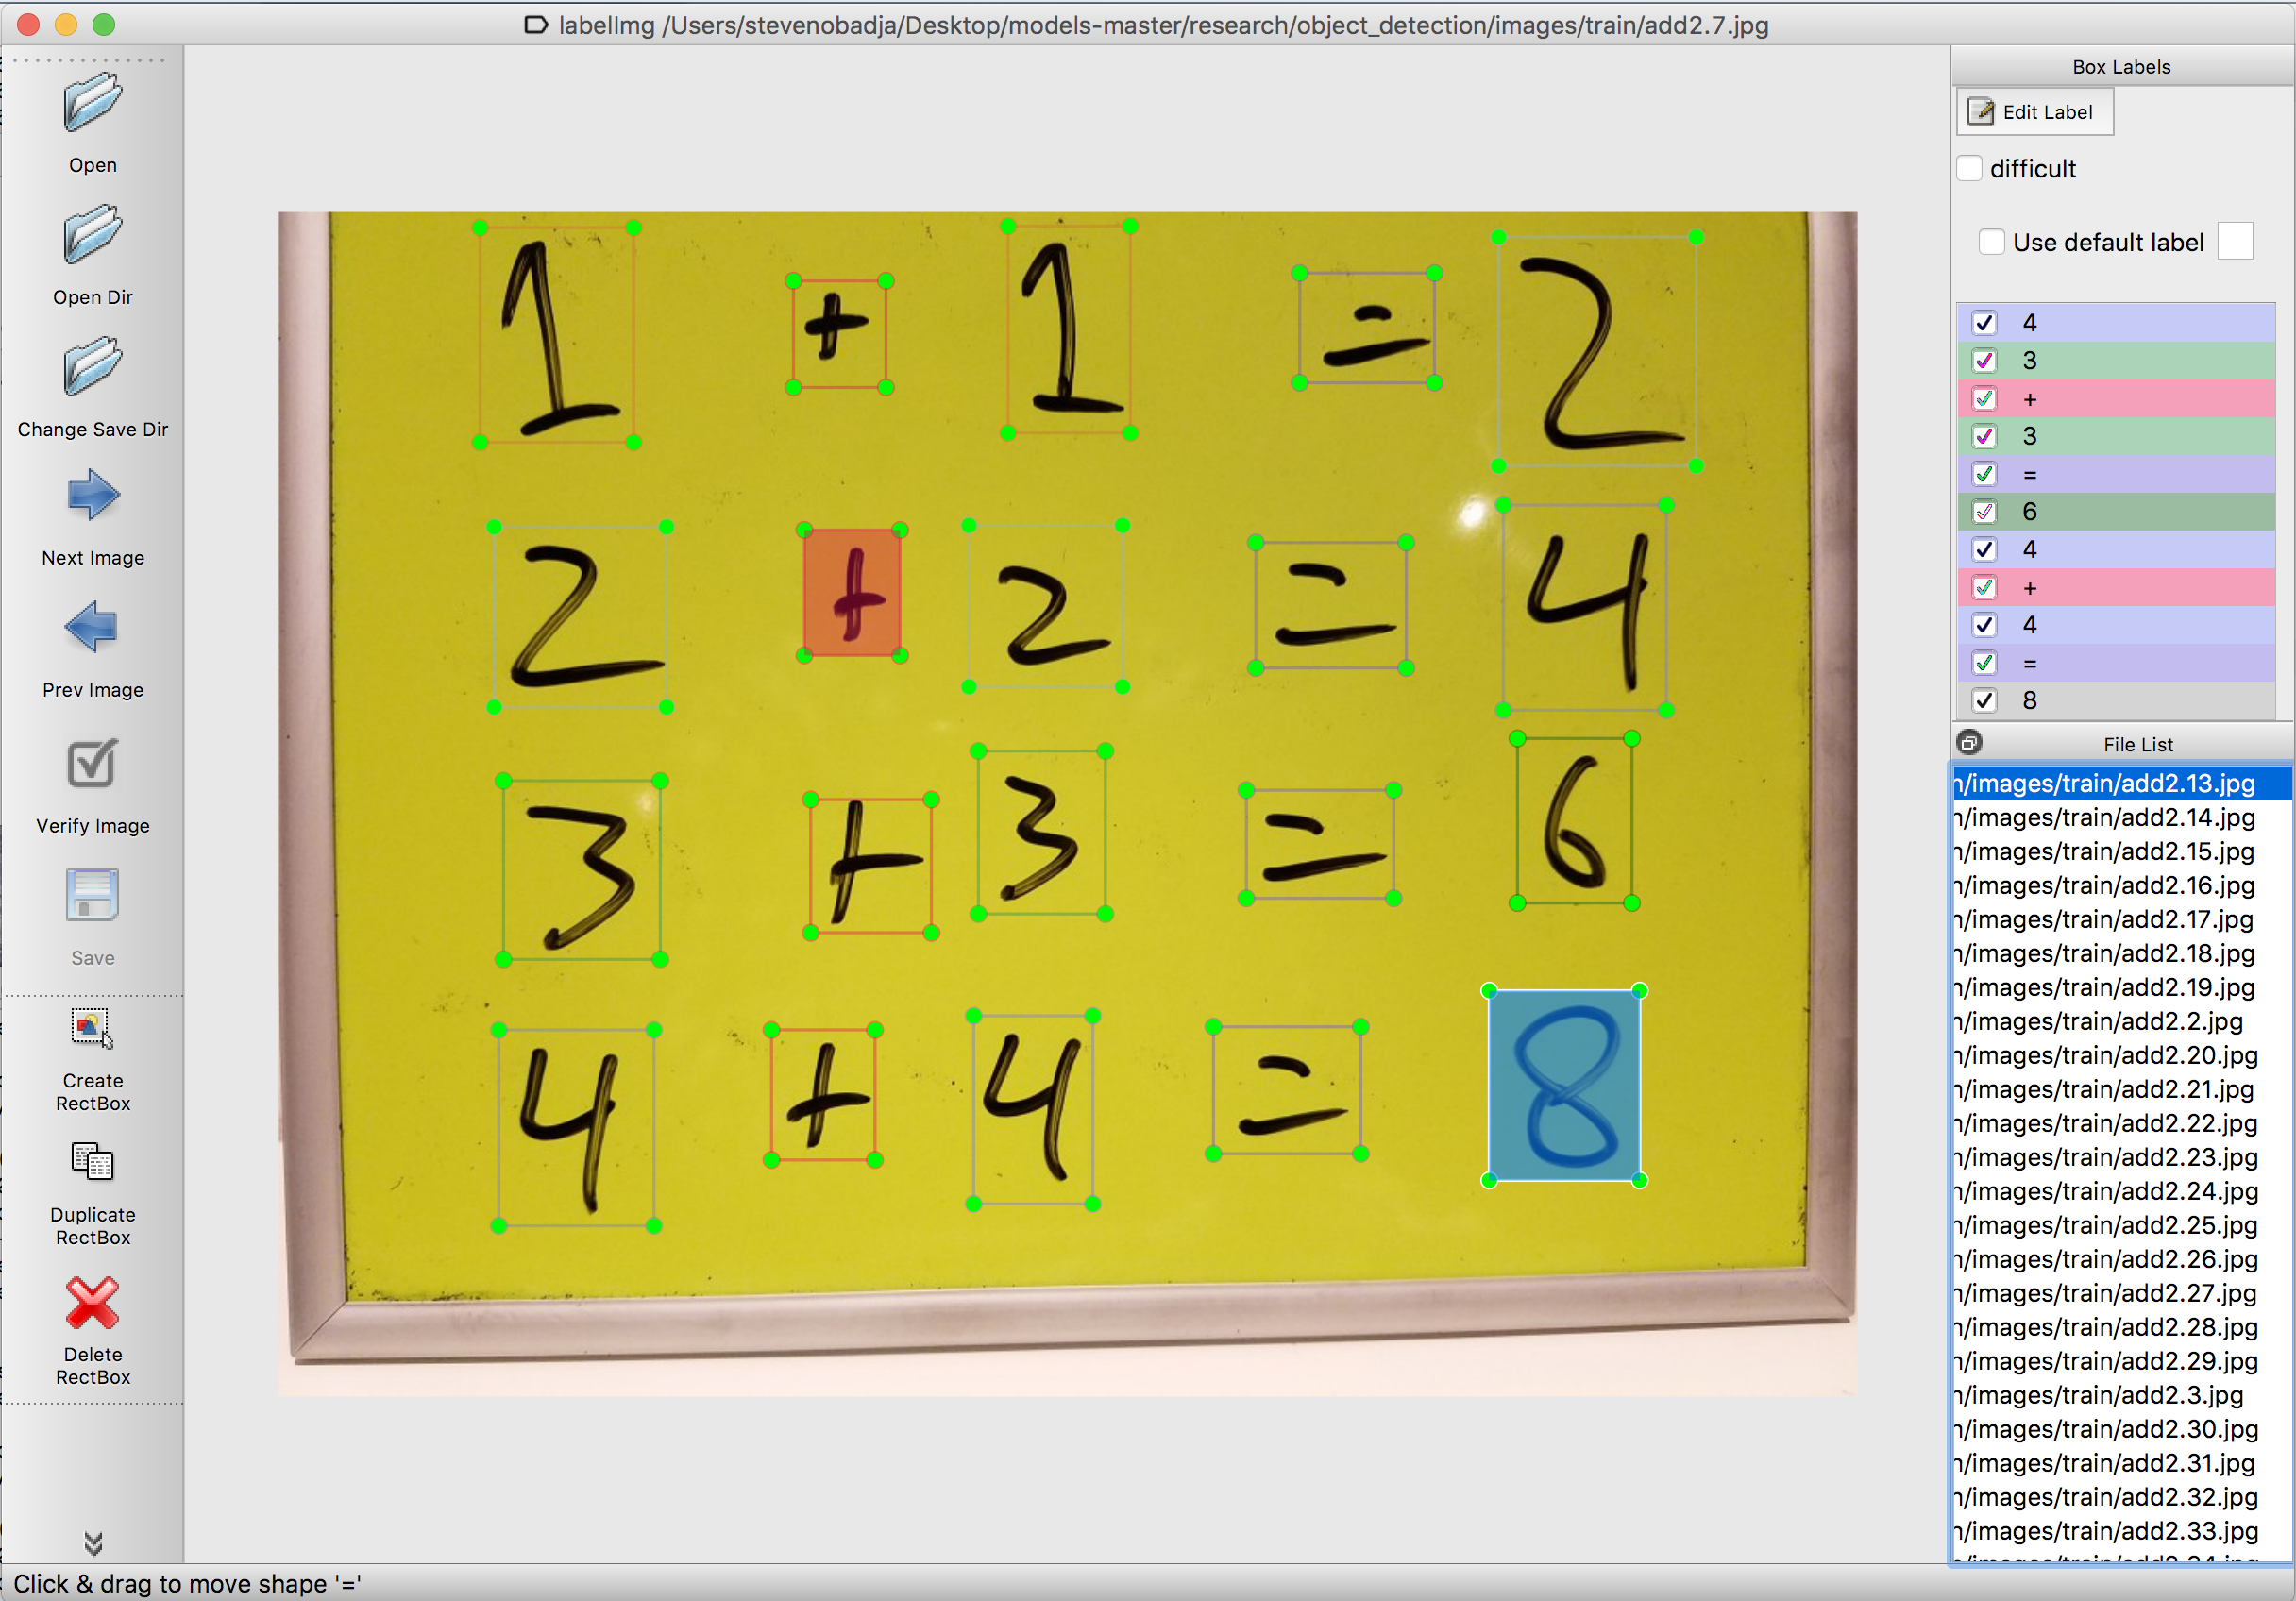 labelImg /Users/stevenobadja/Desktop/models-master/research/object_detection/images/train/add2.7.jpg
Open
Open Dir
Change Save Dir
Next Image
Prev Image
Verify Image
Save
Create
RectBox
Duplicate
RectBox
Delete
RectBox
1 + 1 = 2
2 + 2 = 4
3 + 3 = 6
4 + 4 = 8
Box Labels
Edit Label
difficult
Use default label
4
3
+
3
=
6
4
+
4
=
8
File List
/images/train/add2.13.jpg
/images/train/add2.14.jpg
/images/train/add2.15.jpg
/images/train/add2.16.jpg
/images/train/add2.17.jpg
/images/train/add2.18.jpg
/images/train/add2.19.jpg
/images/train/add2.2.jpg
/images/train/add2.20.jpg
/images/train/add2.21.jpg
/images/train/add2.22.jpg
/images/train/add2.23.jpg
/images/train/add2.24.jpg
/images/train/add2.25.jpg
/images/train/add2.26.jpg
/images/train/add2.27.jpg
/images/train/add2.28.jpg
/images/train/add2.29.jpg
/images/train/add2.3.jpg
/images/train/add2.30.jpg
/images/train/add2.31.jpg
/images/train/add2.32.jpg
/images/train/add2.33.jpg
Click & drag to move shape '='